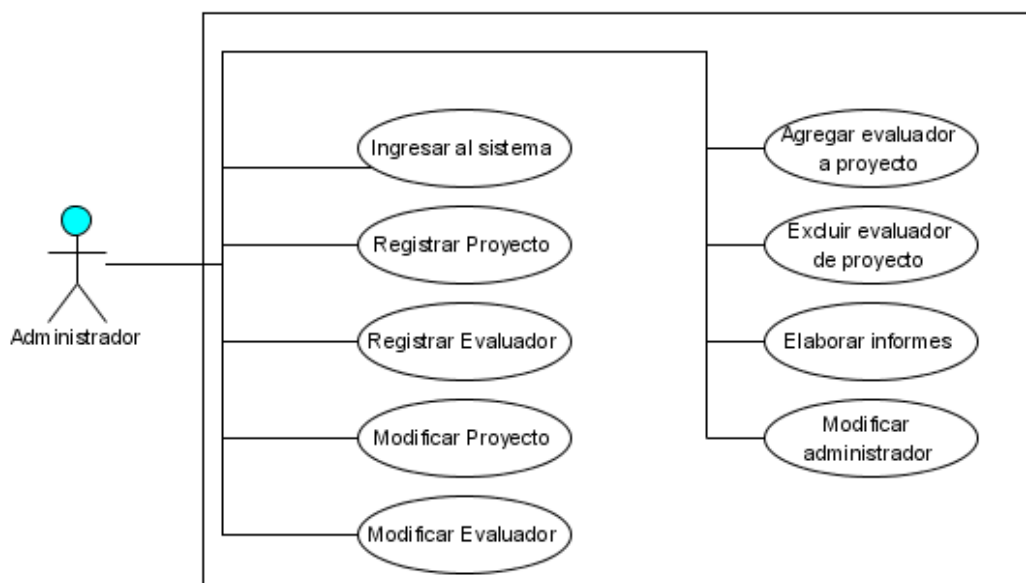 Ingresar al sistema
Registrar Proyecto
Registrar Evaluador
Modificar Proyecto
Modificar Evaluador
Agregar evaluador
a proyecto
Excluir evaluador
de proyecto
Elaborar informes
Modificar
administrador
Administrador